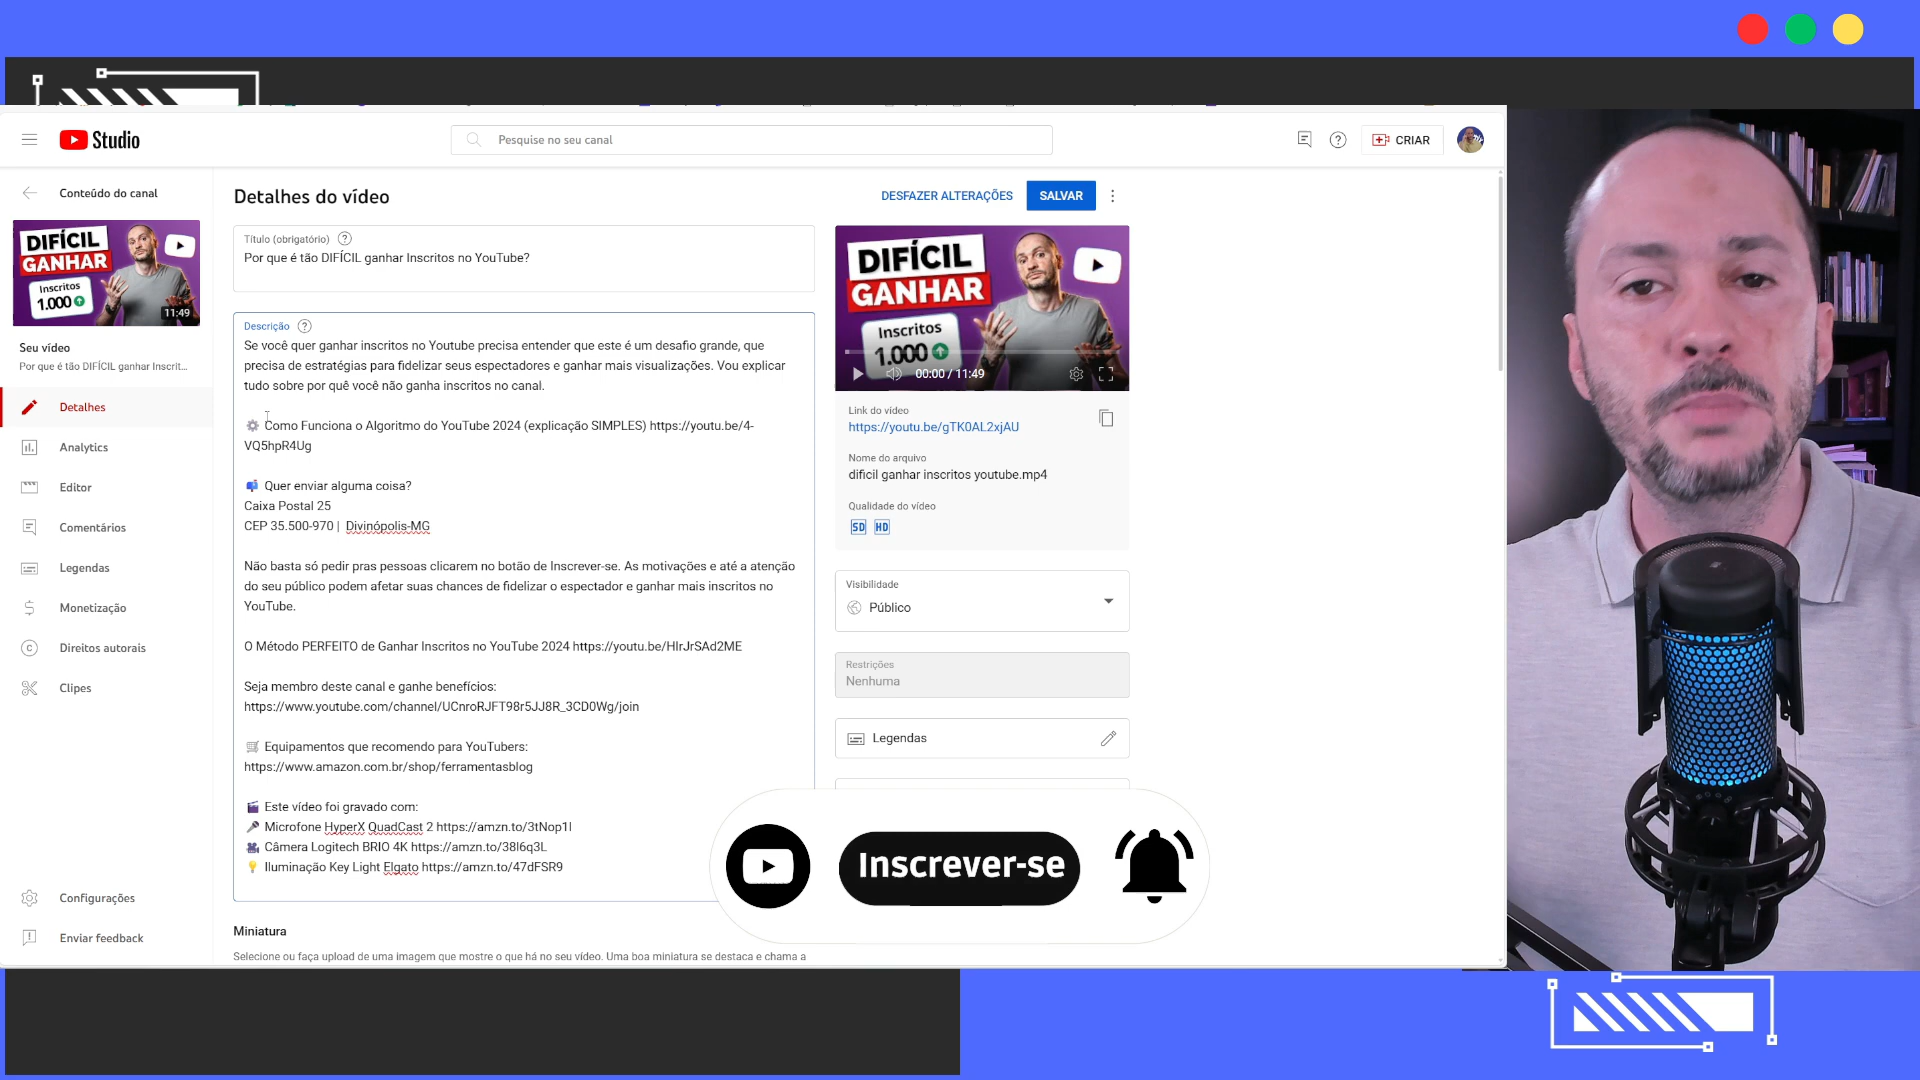 Studio
Pesquise no seu canal
CRIAR
Conteúdo do canal
DIFÍCIL
GANHAR
Inscritos
1.000
11:49
Seu vídeo
Por que é tão DIFÍCIL ganhar Inscrit...
Detalhes
Analytics
Editor
Comentários
Legendas
Monetização
Direitos autorais
Clipes
Configurações
Enviar feedback
Detalhes do vídeo
DESFAZER ALTERAÇÕES
SALVAR
Título (obrigatório)
Por que é tão DIFÍCIL ganhar Inscritos no YouTube?
Descrição
Se você quer ganhar inscritos no Youtube precisa entender que este é um desafio grande, que
precisa de estratégias para fidelizar seus espectadores e ganhar mais visualizações. Vou explicar
tudo sobre por quê você não ganha inscritos no canal.
Como Funciona o Algoritmo do YouTube 2024 (explicação SIMPLES) https://youtu.be/4-
VQ5hpR4Ug
Quer enviar alguma coisa?
Caixa Postal 25
CEP 35.500-970 | Divinópolis-MG
Não basta só pedir pras pessoas clicarem no botão de Inscrever-se. As motivações e até a atenção
do seu público podem afetar suas chances de fidelizar o espectador e ganhar mais inscritos no
YouTube.
O Método PERFEITO de Ganhar Inscritos no YouTube 2024 https://youtu.be/HIrJrSAd2ME
Seja membro deste canal e ganhe benefícios:
https://www.youtube.com/channel/UCnroRJFT98r5JJ8R_3CD0Wg/join
Equipamentos que recomendo para YouTubers:
https://www.amazon.com.br/shop/ferramentasblog
Este vídeo foi gravado com:
Microfone HyperX QuadCast 2 https://amzn.to/3tNop1l
Câmera Logitech BRIO 4K https://amzn.to/38I6q3L
Iluminação Key Light Elgato https://amzn.to/47dFSR9
Miniatura
Selecione ou faça upload de uma imagem que mostre o que há no seu vídeo. Uma boa miniatura se destaca e chama a
DIFÍCIL
GANHAR
Inscritos
1.000
00:00 / 11:49
Link do vídeo
https://youtu.be/gTK0AL2xjAU
Nome do arquivo
dificil ganhar inscritos youtube.mp4
Qualidade do vídeo
SD HD
Visibilidade
Público
Restrições
Nenhuma
Legendas
Inscrever-se